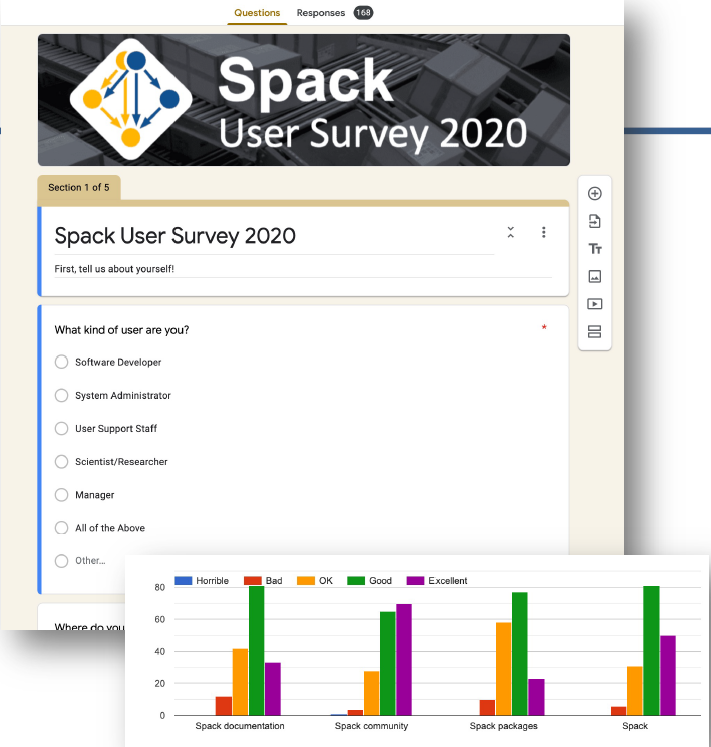 Questions Responses 168
Spack
User Survey 2020
Section 1 of 5
Spack User Survey 2020
First, tell us about yourself!
What kind of user are you? *
Software Developer
System Administrator
User Support Staff
Scientist/Researcher
Manager
All of the Above
Other...
Where do you
Tт
Horrible Bad OK Good Excellent
80
60
40
20
0
Spack documentation Spack community Spack packages Spack